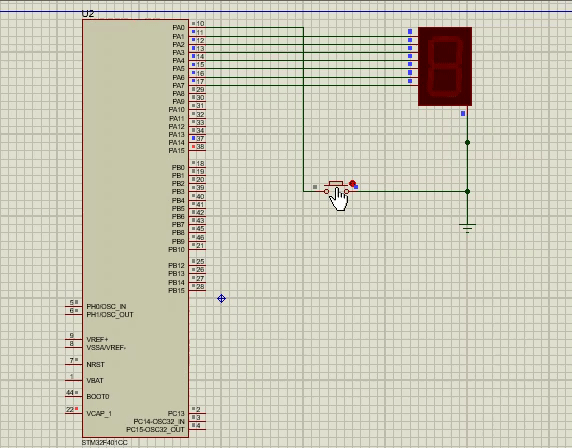 U2
PA0 10
PA1 11
PA2 12
PA3 13
PA4 14
PA5 15
PA6 16
PA7 17
PA8 29
PA9 30
PA10 31
PA11 32
PA12 33
PA13 34
PA14 37
PA15 38
PB0 18
PB1 19
PB2 20
PB3 39
PB4 40
PB5 41
PB6 42
PB7 43
PB8 45
PB9 46
PB10 21
PB12 25
PB13 26
PB14 27
PB15 28
5 PH0/OSC_IN
6 PH1/OSC_OUT
9 VREF+
8 VSSA/VREF-
7 NRST
1 VBAT
44 BOOT0
22 VCAP_1 PC13 2
PC14-OSC32_IN 3
PC15-OSC32_OUT 4
STM32F401CC